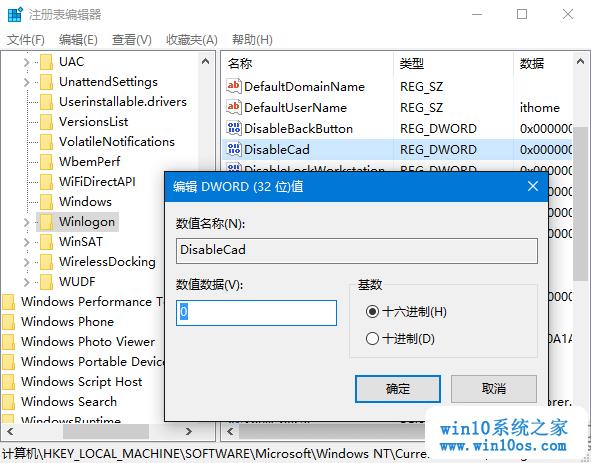 注册表编辑器
文件(F) 编辑(E) 查看(V) 收藏夹(A) 帮助(H)
UAC
UnattendSettings
Userinstallable.drivers
VersionsList
VolatileNotifications
WbemPerf
WiFiDirectAPI
Windows
Winlogon
WinSAT
WirelessDocking
WUDF
Windows Performance To
Windows Phone
Windows Photo Viewer
Windows Portable Device
Windows Script Host
Windows Search
WindowsRuntime
名称 类型 数据
DefaultDomainName REG_SZ
DefaultUserName REG_SZ ithome
DisableBackButton REG_DWORD 0x000000
DisableCad REG_DWORD 0x000000
DisableLockWorkstation REG_DWORD 0x000000
编辑 DWORD (32 位)值
数值名称(N):
DisableCad
数值数据(V):
0
基数
十六进制(H)
十进制(D)
确定 取消
计算机\HKEY_LOCAL_MACHINE\SOFTWARE\Microsoft\Windows NT\Curre
win10系统之家
www.win10os.com